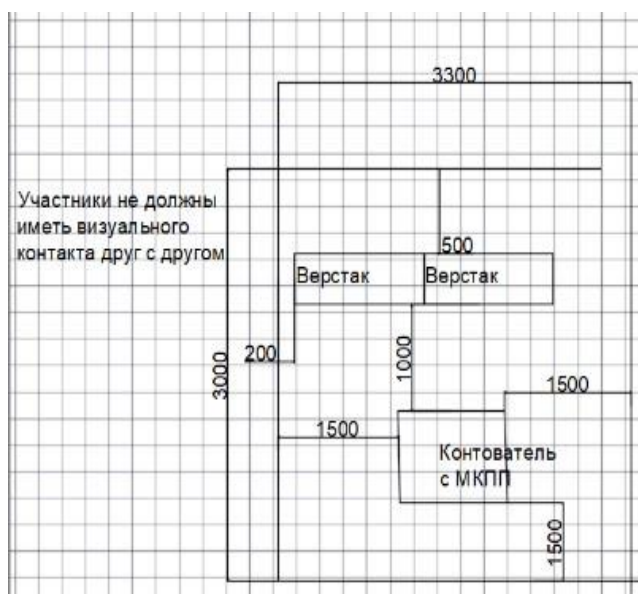 3300
Участники не должны
иметь визуального
контакта друг с другом
500
Верстак
Верстак
200
3000
1000
1500
1500
Контователь
с МКПП
1500